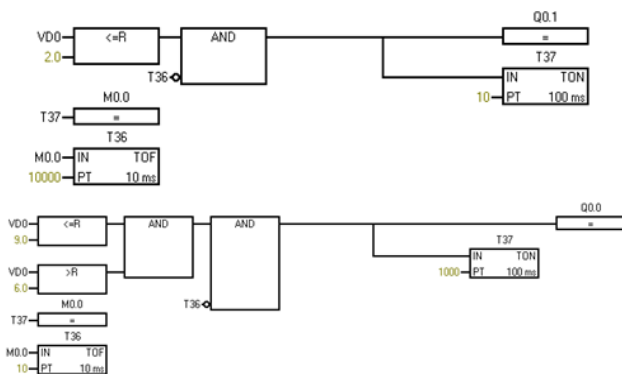 Q0.1
VD0 <=R AND =
2.0 T37
T36 IN TON
M0.0 10 PT 100 ms
T37 =
T36
M0.0 IN TOF
10000 PT 10 ms
Q0.0
VD0 <=R AND AND =
9.0 T37
IN TON
VD0 >R 1000 PT 100 ms
6.0
M0.0 T36
T37 =
T36
M0.0 IN TOF
10 PT 10 ms